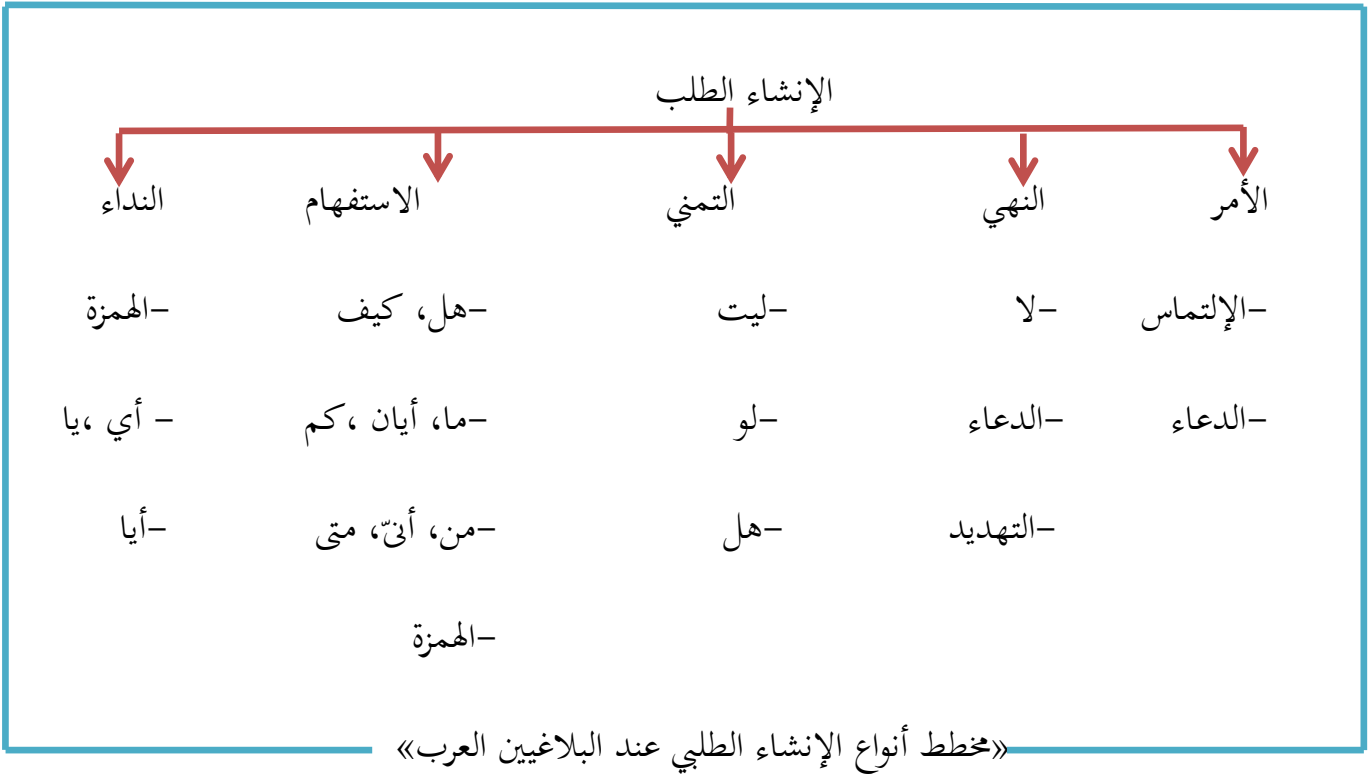 الإنشاء الطلب
الأمر النهي التمني الاستفهام النداء
–الإلتماس –لا –ليت –هل، كيف –الهمزة
–الدعاء –الدعاء –لو –ما، أيان ،كم – أي ،يا
–التهديد –هل –من، أنىّ، متى –أيا
–الهمزة
«مخطط أنواع الإنشاء الطلبي عند البلاغيين العرب»